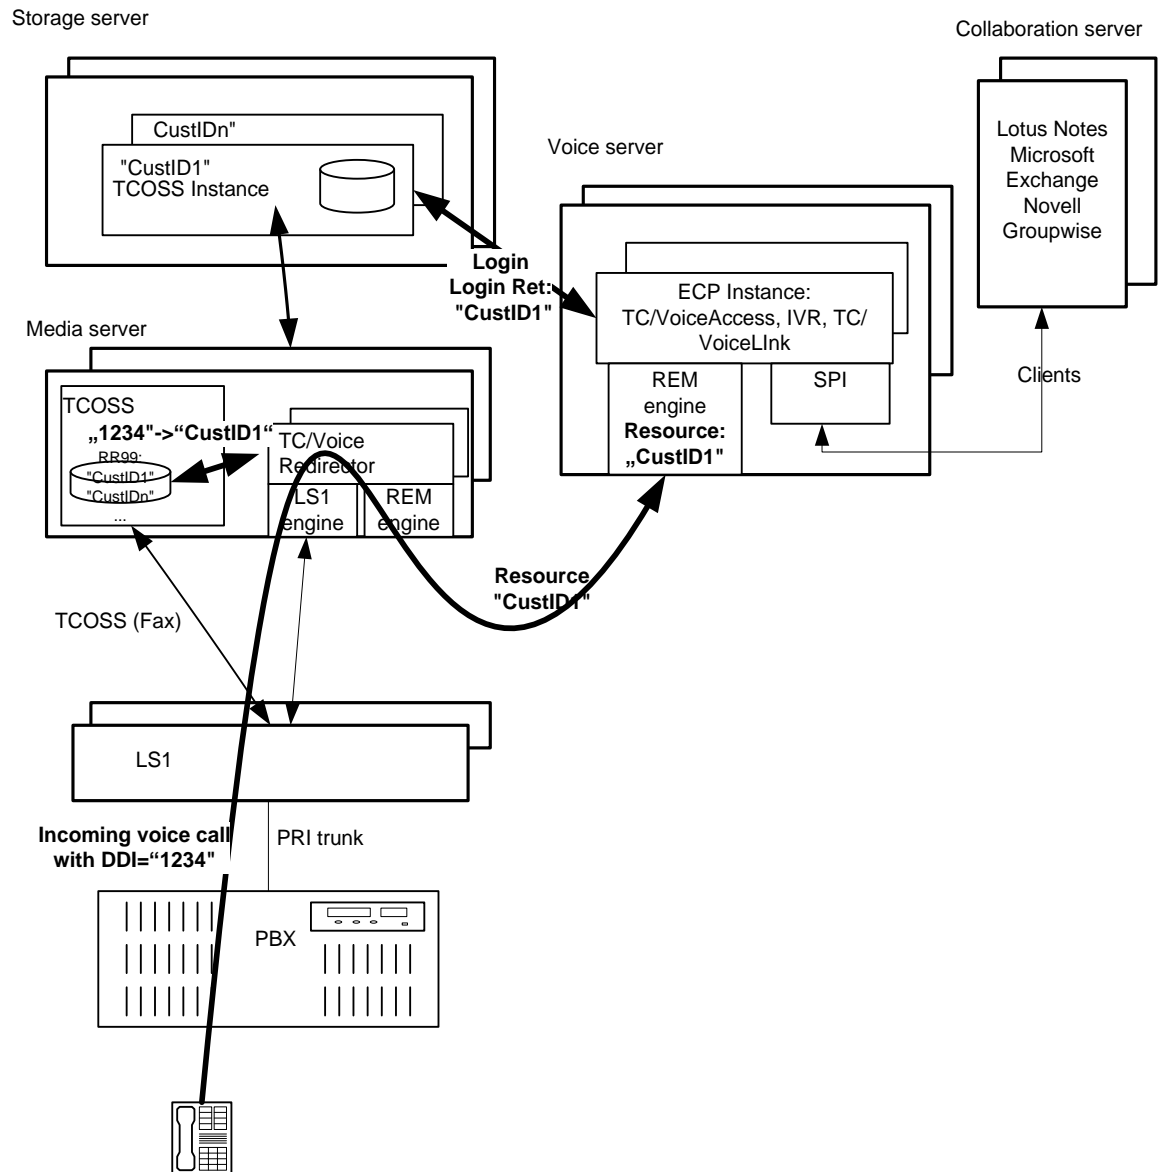 Storage server
Collaboration server
CustIDn"
"CustID1"
TCOSS Instance
Lotus Notes
Microsoft
Exchange
Novell
Groupwise
Voice server
Login
Login Ret:
"CustID1"
ECP Instance:
TC/VoiceAccess, IVR, TC/
VoiceLInk
REM
engine
Resource:
„CustID1"
SPI
Clients
Media server
TCOSS
„1234"->“CustID1“
RR99:
"CustID1"
"CustIDn"
...
TC/Voice
Redirector
LS1
engine
REM
engine
Resource
"CustID1"
TCOSS (Fax)
LS1
Incoming voice call
with DDI=“1234"
PRI trunk
PBX